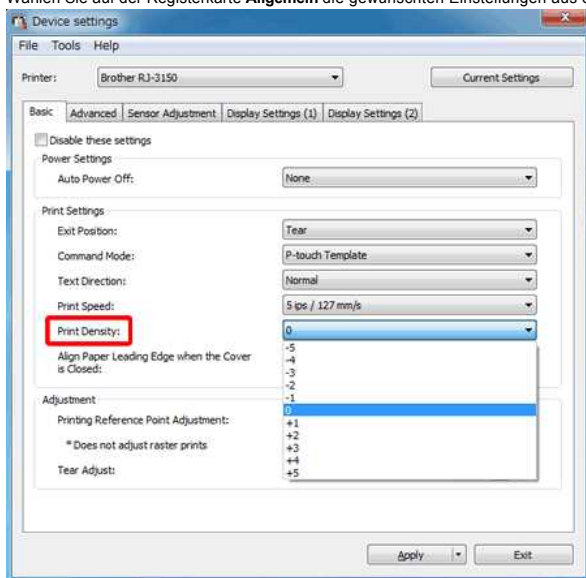 Wählen Sie auf der Registerkarte Allgemein die gewünschten Einstellungen aus
Device settings
File Tools Help
Printer: Brother RJ-3150 Current Settings
Basic Advanced Sensor Adjustment Display Settings (1) Display Settings (2)
Disable these settings
Power Settings
Auto Power Off: None
Print Settings
Exit Position: Tear
Command Mode: P-touch Template
Text Direction: Normal
Print Speed: 5 ips / 127 mm/s
Print Density: 0
-5
-4
Align Paper Leading Edge when the Cover
is Closed:
-3
-2
-1
Adjustment
0
Printing Reference Point Adjustment:
+1
+2
* Does not adjust raster prints
+3
+4
Tear Adjust:
+5
Apply Exit